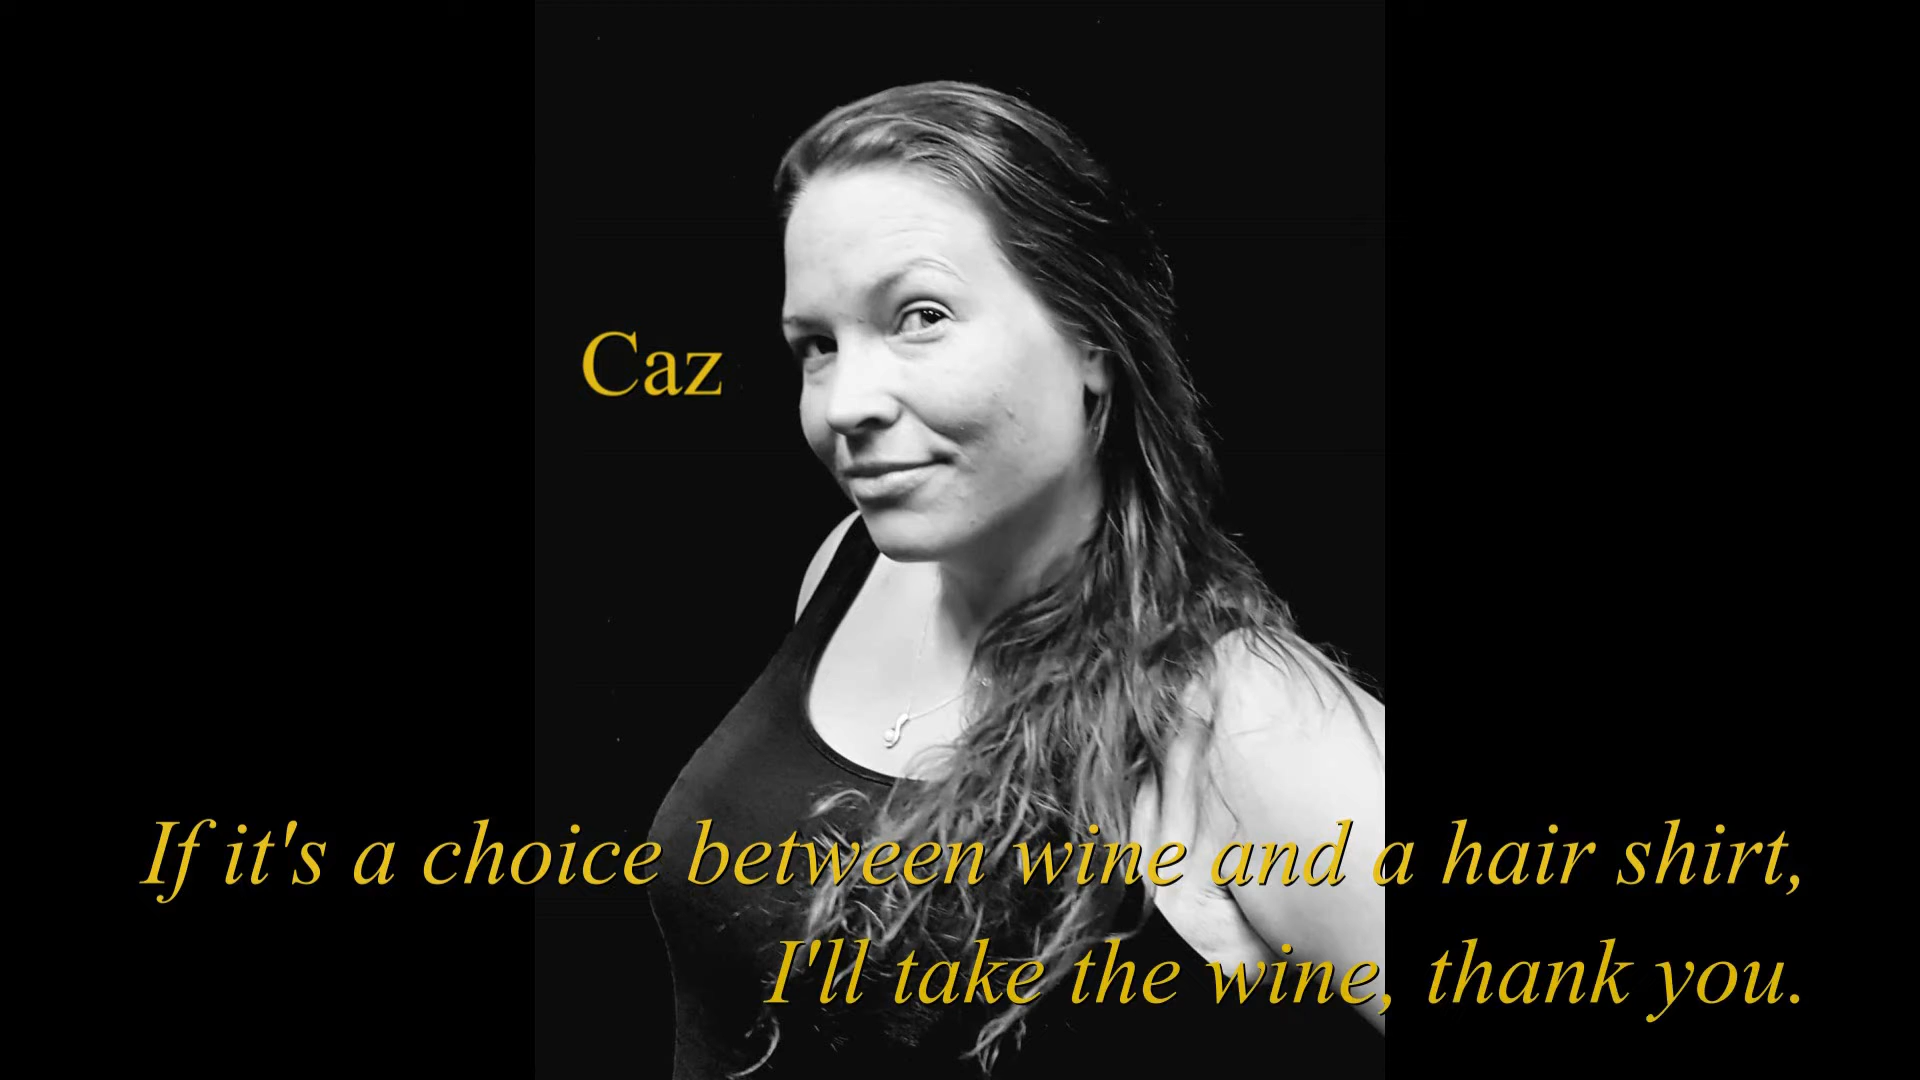 Caz
If it's a choice between wine and a hair shirt,
I'll take the wine, thank you.